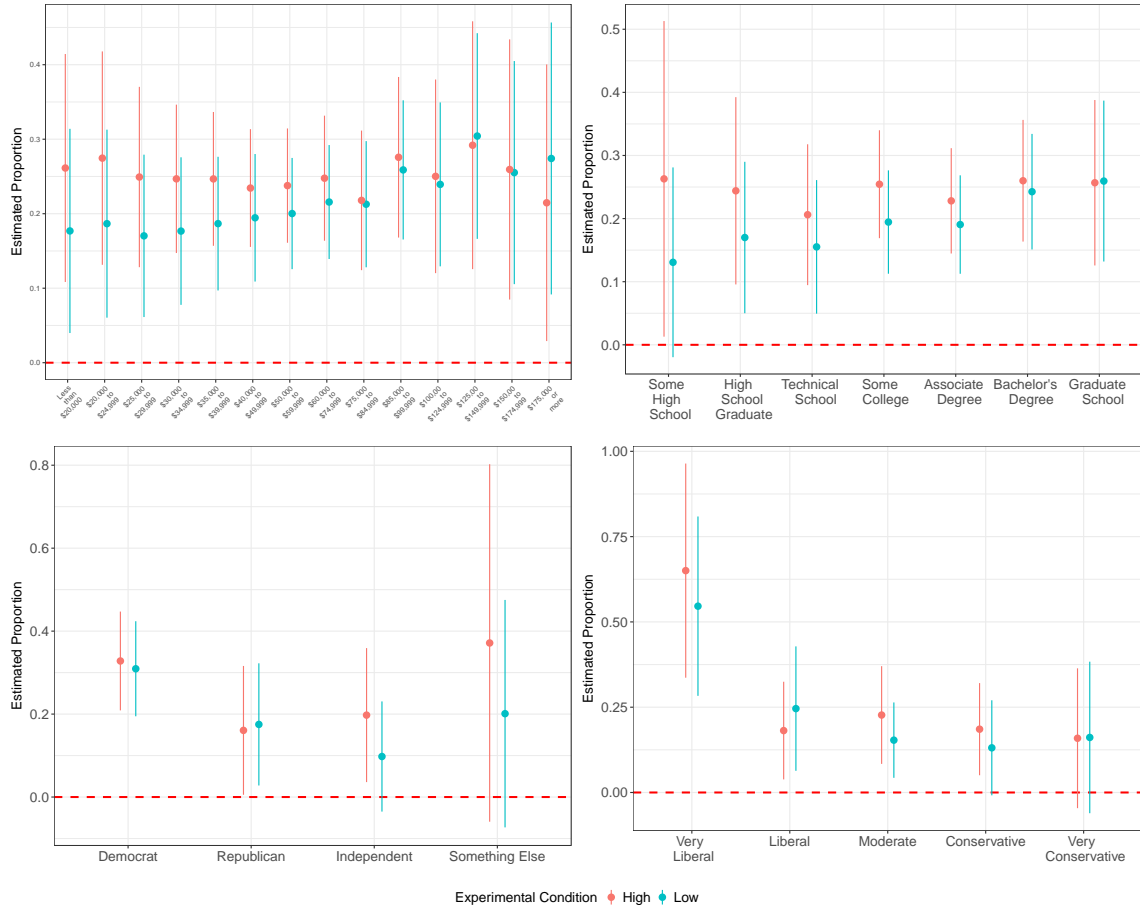 Estimated Proportion
0.4
0.3
0.2
0.1
0.0
Less
than
$20,000
$20,000
to
$24,999
$25,000
to
$29,999
$30,000
to
$34,999
$35,000
to
$39,999
$40,000
to
$49,999
$50,000
to
$59,999
$60,000
to
$74,999
$75,000
to
$84,999
$85,000
to
$99,999
$100,00
to
$124,999
$125,00
to
$149,999
$150,00
to
$174,999
$175,000
or
more
Estimated Proportion
0.5
0.4
0.3
0.2
0.1
0.0
Some
High
School
High
School
Graduate
Technical
School
Some
College
Associate
Degree
Bachelor's
Degree
Graduate
School
Estimated Proportion
0.8
0.6
0.4
0.2
0.0
Democrat
Republican
Independent
Something Else
Estimated Proportion
1.00
0.75
0.50
0.25
0.00
Very
Liberal
Liberal
Moderate
Conservative
Very
Conservative
Experimental Condition High Low